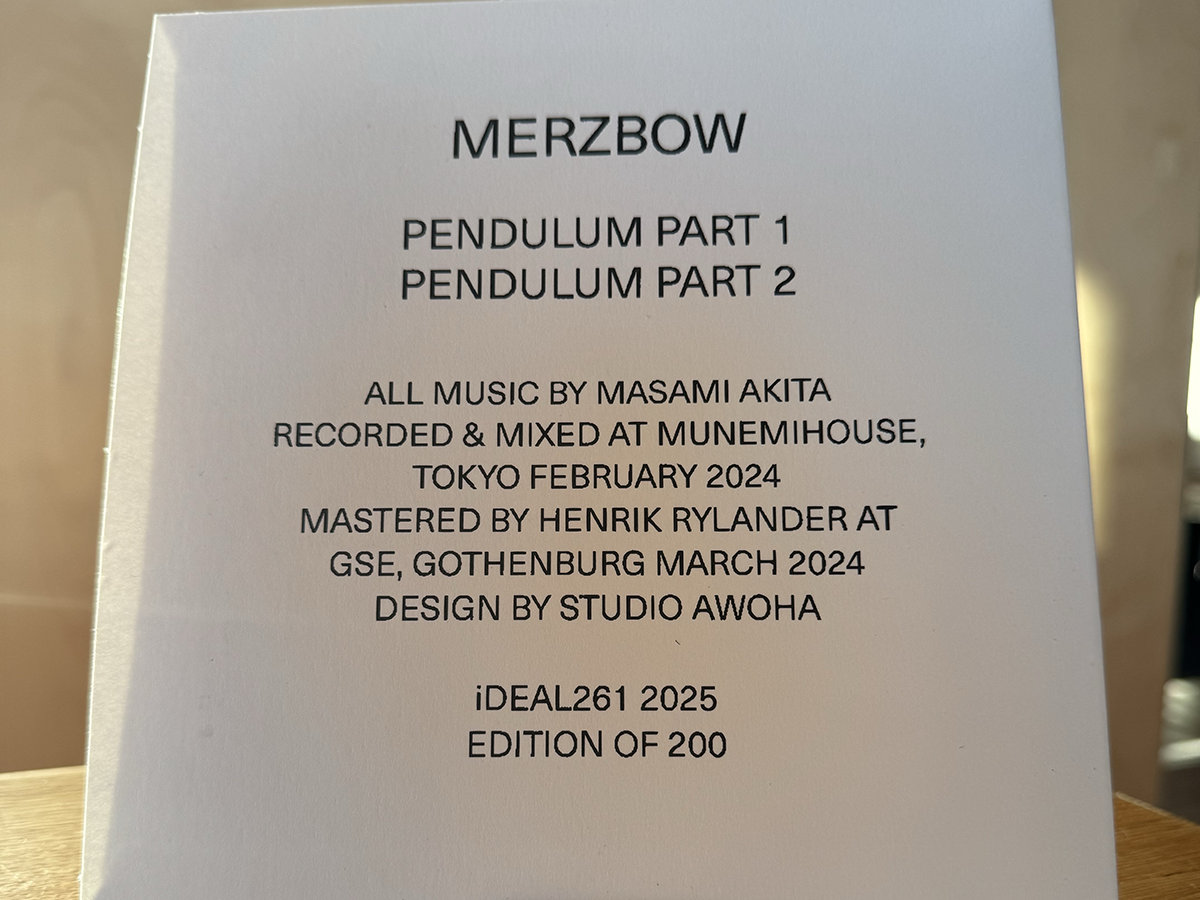 MERZBOW
PENDULUM PART 1
PENDULUM PART 2
ALL MUSIC BY MASAMI AKITA
RECORDED & MIXED AT MUNEMIHOUSE,
TOKYO FEBRUARY 2024
MASTERED BY HENRIK RYLANDER AT
GSE, GOTHENBURG MARCH 2024
DESIGN BY STUDIO AWOHA
iDEAL261 2025
EDITION OF 200